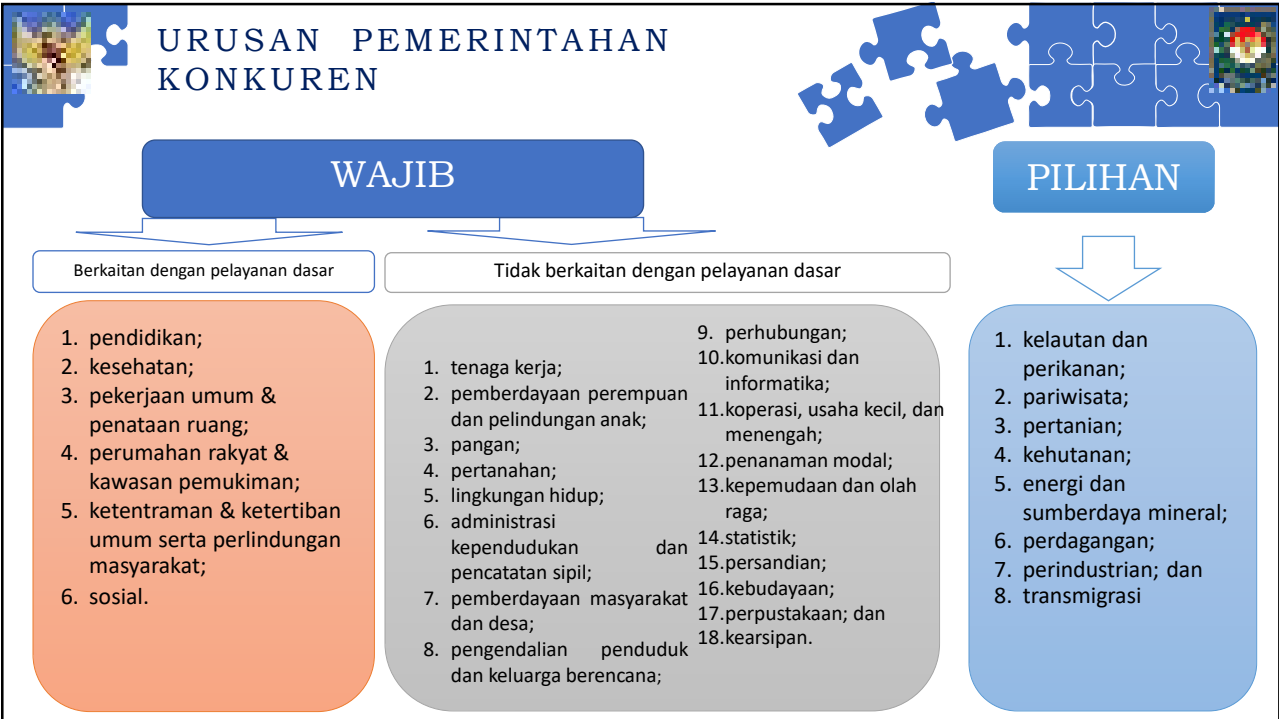 URUSAN PEMERINTAHAN
KONKUREN
WAJIB
PILIHAN
Berkaitan dengan pelayanan dasar
Tidak berkaitan dengan pelayanan dasar
1. pendidikan;
2. kesehatan;
3. pekerjaan umum &
penataan ruang;
4. perumahan rakyat &
kawasan pemukiman;
5. ketentraman & ketertiban
umum serta perlindungan
masyarakat;
6. sosial.
1. tenaga kerja;
2. pemberdayaan perempuan
dan pelindungan anak;
3. pangan;
4. pertanahan;
5. lingkungan hidup;
6. administrasi
kependudukan dan
pencatatan sipil;
7. pemberdayaan masyarakat
dan desa;
8. pengendalian penduduk
dan keluarga berencana;
9. perhubungan;
10.komunikasi dan
informatika;
11.koperasi, usaha kecil, dan
menengah;
12.penanaman modal;
13.kepemudaan dan olah
raga;
14.statistik;
15.persandian;
16.kebudayaan;
17.perpustakaan; dan
18.kearsipan.
1. kelautan dan
perikanan;
2. pariwisata;
3. pertanian;
4. kehutanan;
5. energi dan
sumberdaya mineral;
6. perdagangan;
7. perindustrian; dan
8. transmigrasi